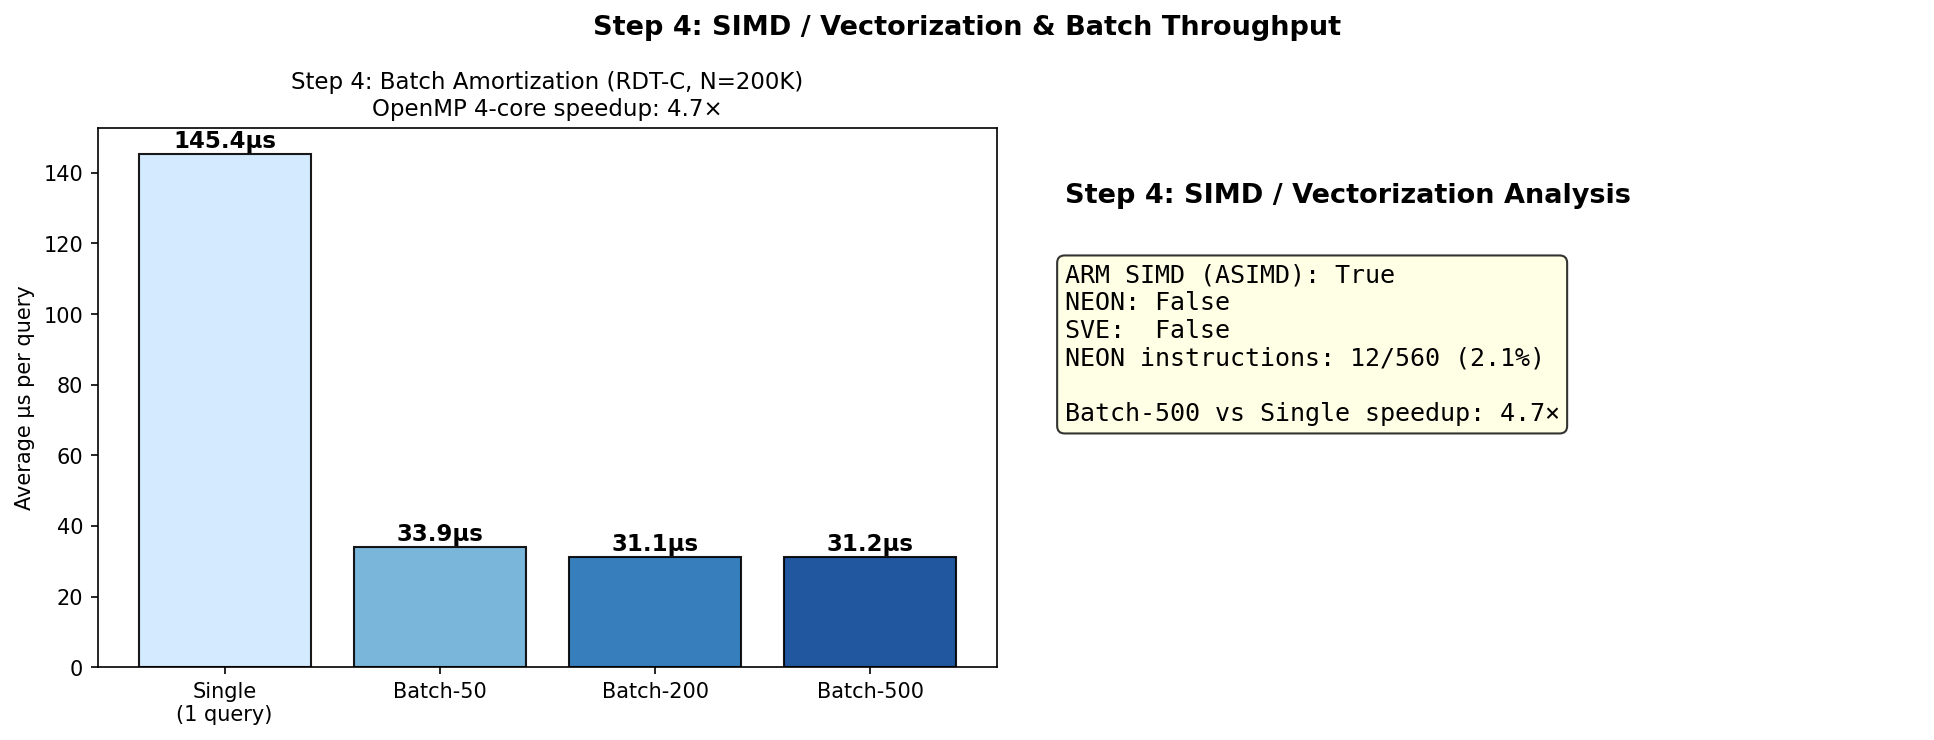 Step 4: SIMD / Vectorization & Batch Throughput
Step 4: Batch Amortization (RDT-C, N=200K)
OpenMP 4-core speedup: 4.7×
Average µs per query
140
120
100
80
60
40
20
0
145.4µs
33.9µs
31.1µs
31.2µs
Single
(1 query)
Batch-50
Batch-200
Batch-500
Step 4: SIMD / Vectorization Analysis
ARM SIMD (ASIMD): True
NEON: False
SVE:  False
NEON instructions: 12/560 (2.1%)
Batch-500 vs Single speedup: 4.7×